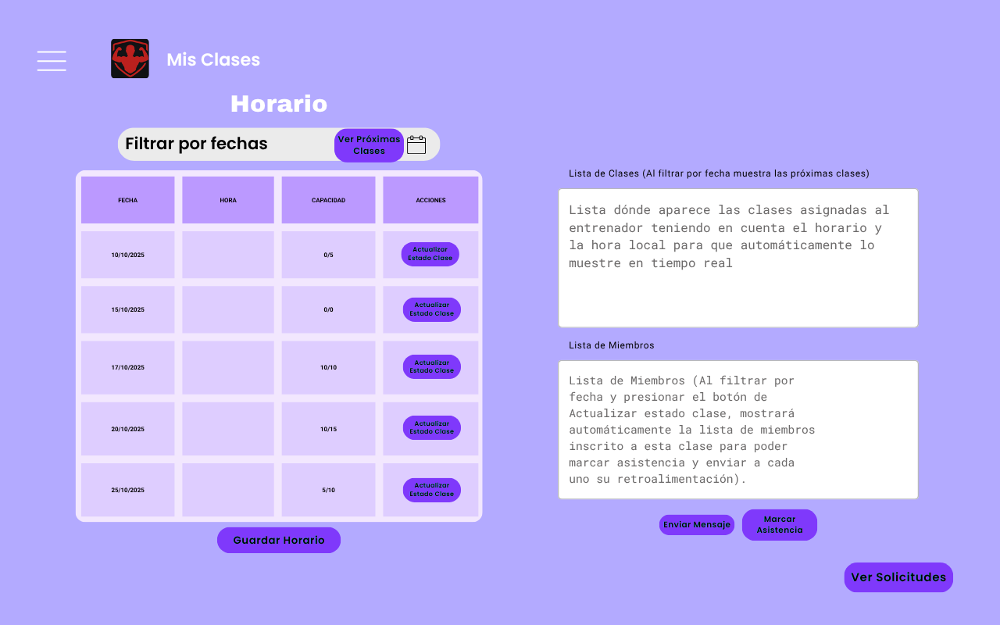 Mis Clases
Horario
Filtrar por fechas
Ver Próximas
Clases
FECHA
HORA
CAPACIDAD
ACCIONES
10/10/2025
0/5
Actualizar
Estado Clase
15/10/2025
0/0
Actualizar
Estado Clase
17/10/2025
10/10
Actualizar
Estado Clase
20/10/2025
10/15
Actualizar
Estado Clase
25/10/2025
5/10
Actualizar
Estado Clase
Guardar Horario
Lista de Clases (Al filtrar por fecha muestra las próximas clases)
Lista dónde aparece las clases asignadas al
entrenador teniendo en cuenta el horario y
la hora local para que automáticamente lo
muestre en tiempo real
Lista de Miembros
Lista de Miembros (Al filtrar por
fecha y presionar el botón de
Actualizar estado clase, mostrará
automáticamente la lista de miembros
inscrito a esta clase para poder
marcar asistencia y enviar a cada
uno su retroalimentación).
Enviar Mensaje
Marcar
Asistencia
Ver Solicitudes